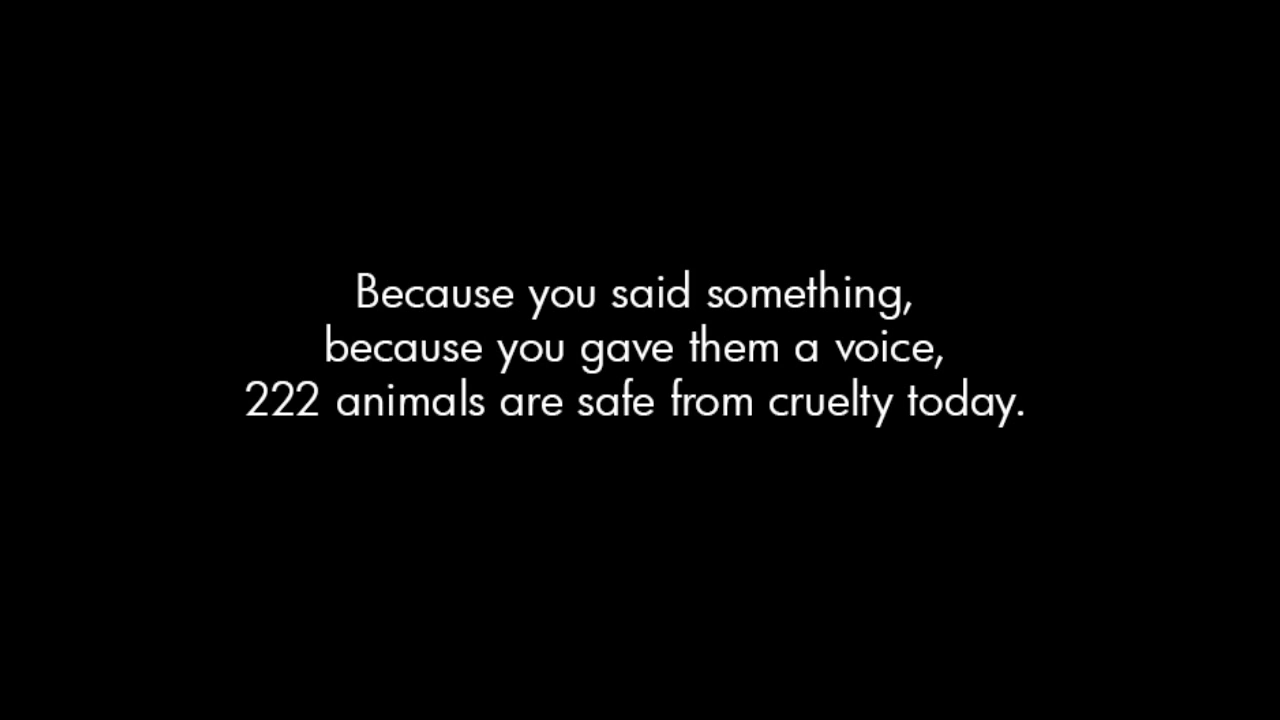 Because you said something,
because you gave them a voice,
222 animals are safe from cruelty today.